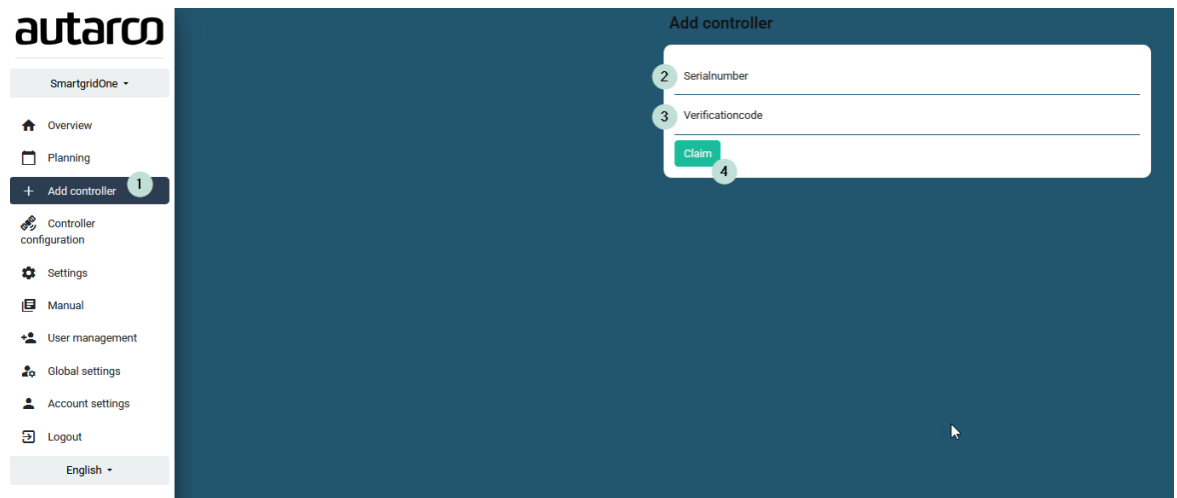 autarco
SmartgridOne
Overview
Planning
Add controller 1
Controller
configuration
Settings
Manual
User management
Global settings
Account settings
Logout
English
Add controller
2 Serialnumber
3 Verificationcode
Claim
4